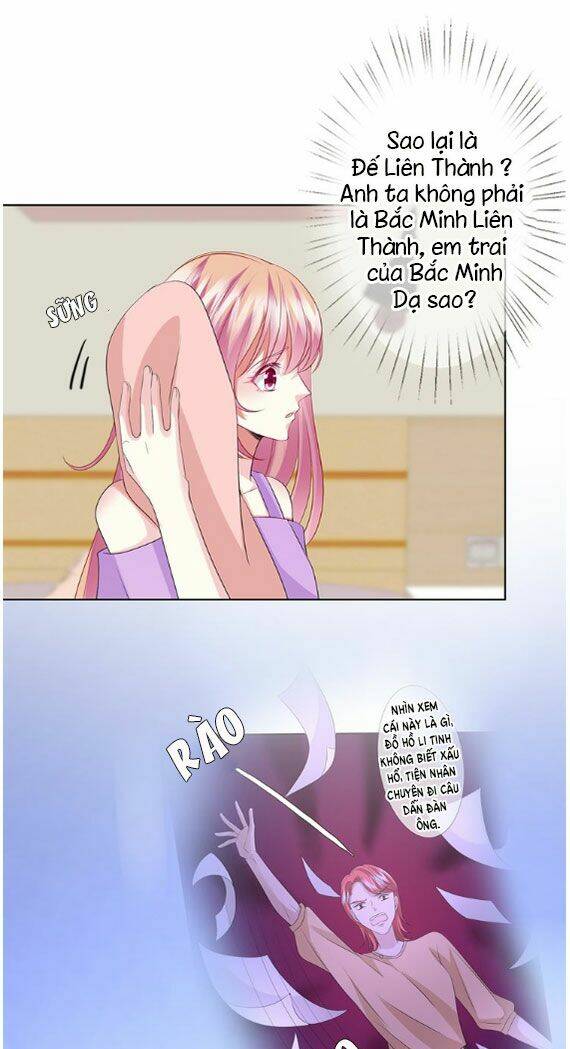 Sao lại là
Đế Liên Thành ?
Anh ta không phải
là Bắc Minh Liên
Thành, em trai
của Bắc Minh
Dạ sao?
SỮNG
RÀO
NHÌN XEM
CÁI NÀY LÀ GÌ,
ĐỒ HỒ LI TINH
KHÔNG BIẾT XẤU
HỔ, TIỆN NHÂN
CHUYÊN ĐI CÂU
DẪN ĐÀN
ÔNG.